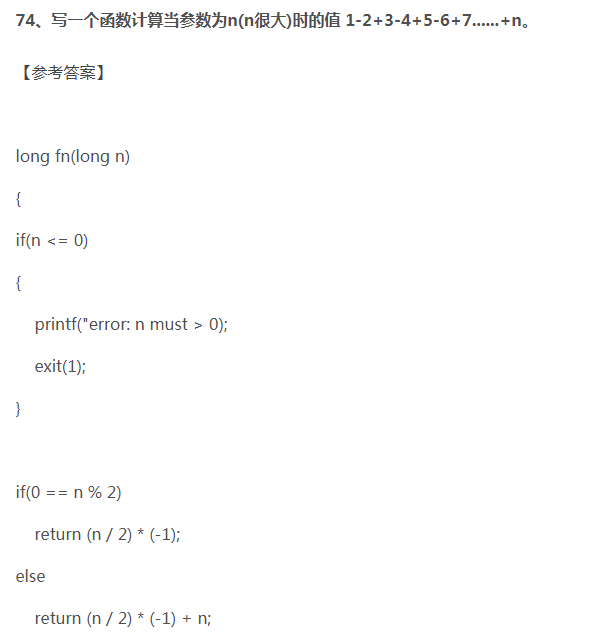 74、写一个函数计算当参数为n(n很大)时的值 1-2+3-4+5-6+7......+n。
【参考答案】
long fn(long n)
{
if(n <= 0)
{
printf("error: n must > 0);
exit(1);
}
if(0 == n % 2)
return (n / 2) * (-1);
else
return (n / 2) * (-1) + n;